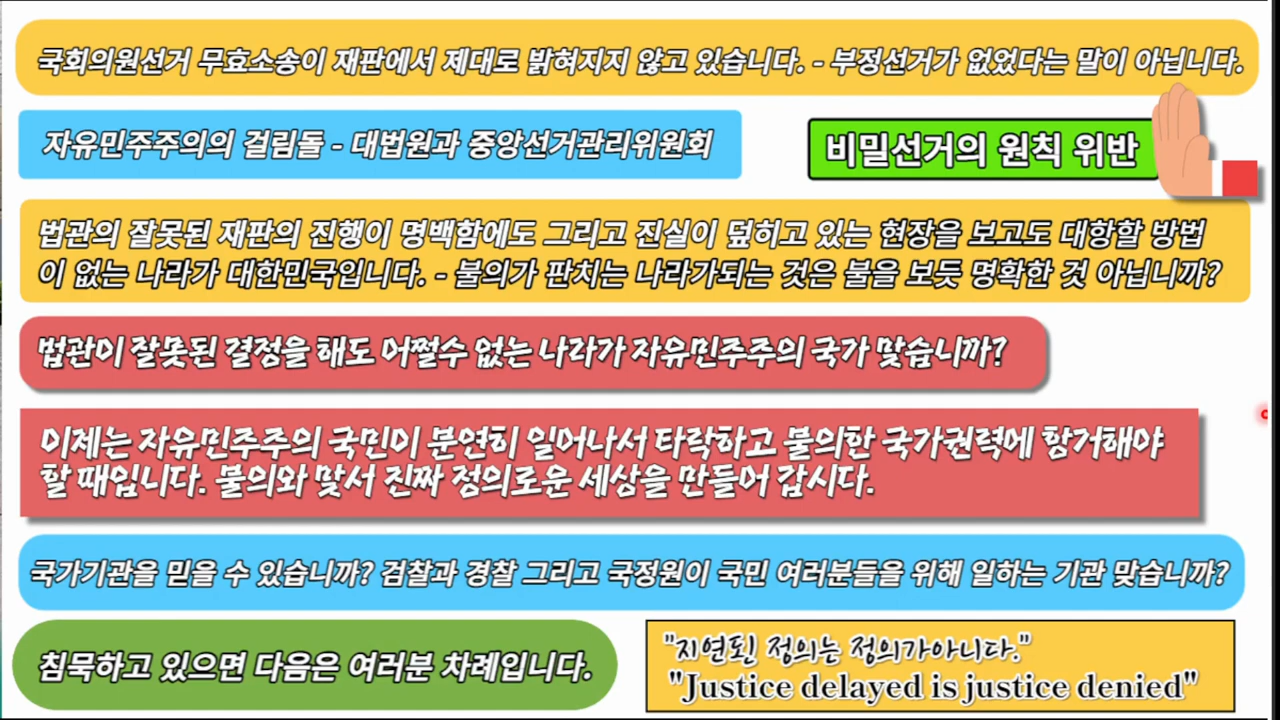 국회의원선거 무효소송이 재판에서 제대로 밝혀지지 않고 있습니다. - 부정선거가 없었다는 말이 아닙니다.
자유민주주의의 걸림돌 - 대법원과 중앙선거관리위원회
비밀선거의 원칙 위반
법관의 잘못된 재판의 진행이 명백함에도 그리고 진실이 덮히고 있는 현장을 보고도 대항할 방법
이 없는 나라가 대한민국입니다. - 불의가 판치는 나라가되는 것은 불을 보듯 명확한 것 아닙니까?
법관이 잘못된 결정을 해도 어쩔수 없는 나라가 자유민주주의 국가 맞습니까?
이제는 자유민주주의 국민이 분연히 일어나서 타락하고 불의한 국가권력에 항거해야
할 때입니다. 불의와 맞서 진짜 정의로운 세상을 만들어 갑시다.
국가기관을 믿을 수 있습니까? 검찰과 경찰 그리고 국정원이 국민 여러분들을 위해 일하는 기관 맞습니까?
침묵하고 있으면 다음은 여러분 차례입니다.
"지연된 정의는 정의가아니다."
"Justice delayed is justice denied"